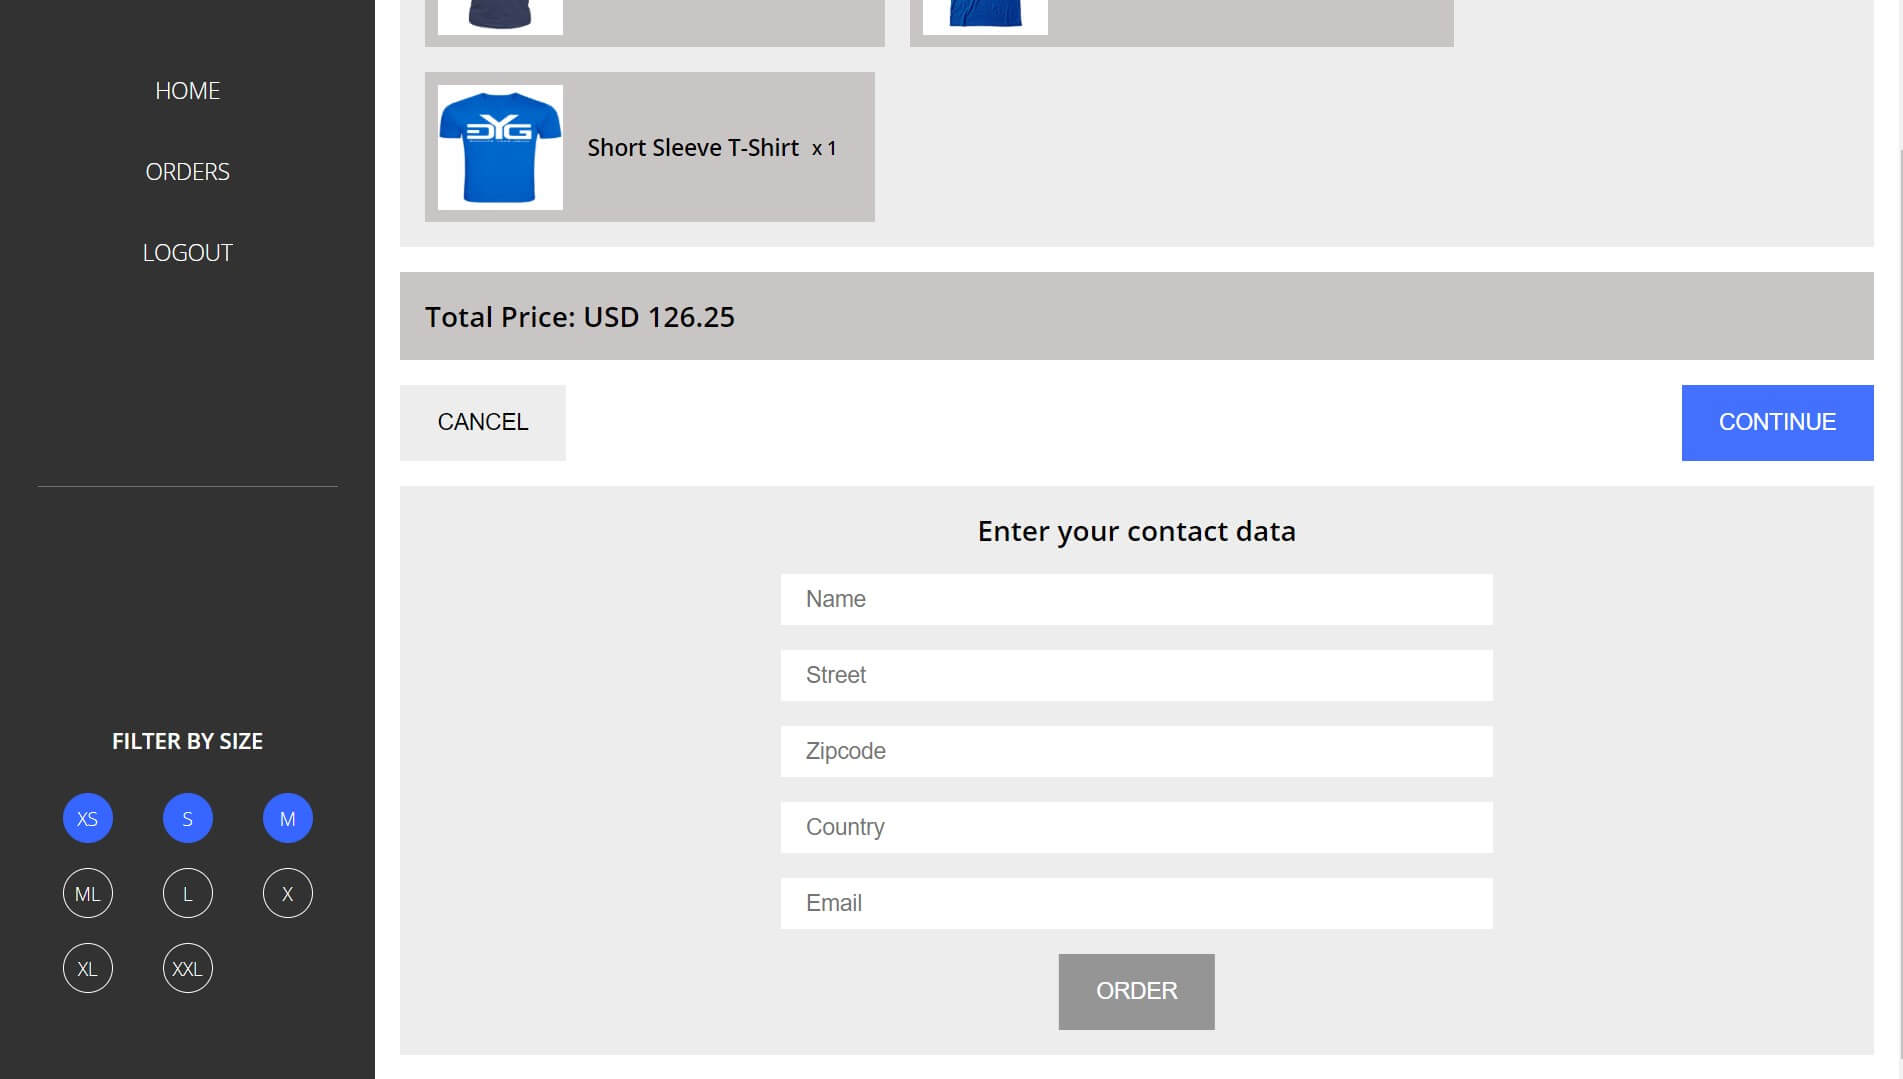 HOME
ORDERS
LOGOUT
FILTER BY SIZE
XS S M
ML L X
XL XXL
GYG
Short Sleeve T-Shirt x 1
Total Price: USD 126.25
CANCEL
CONTINUE
Enter your contact data
Name
Street
Zipcode
Country
Email
ORDER